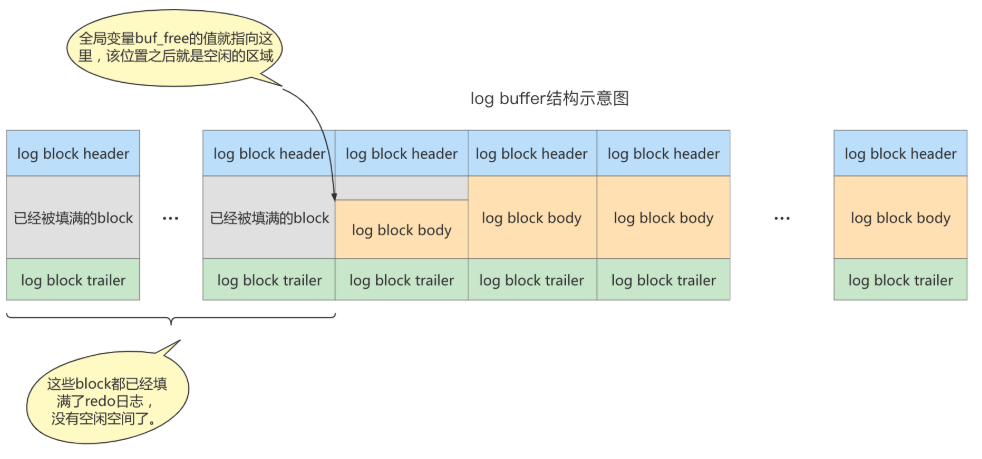 全局变量buf_free的值就指向这
里，该位置之后就是空闲的区域
log buffer结构示意图
log block header
log block header
log block header
log block header
log block header
log block header
已经被填满的block
...
已经被填满的block
log block body
log block body
log block body
...
log block body
log block trailer
log block trailer
log block trailer
log block trailer
log block trailer
log block trailer
这些block都已经填
满了redo日志，
没有空闲空间了。